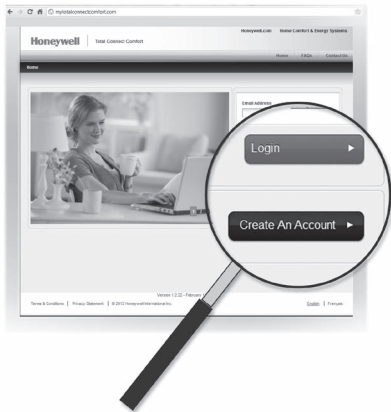 mytotalconnectcomfort.com
Honeywell.com Home Comfort & Energy Systems
Honeywell Total Connect Comfort
Home FAQs Contact Us
Home
Email Address
Login
Create An Account
Version 1.2.22 - February
Terms & Conditions | Privacy Statement | © 2012 Honeywell International Inc.
English | Français